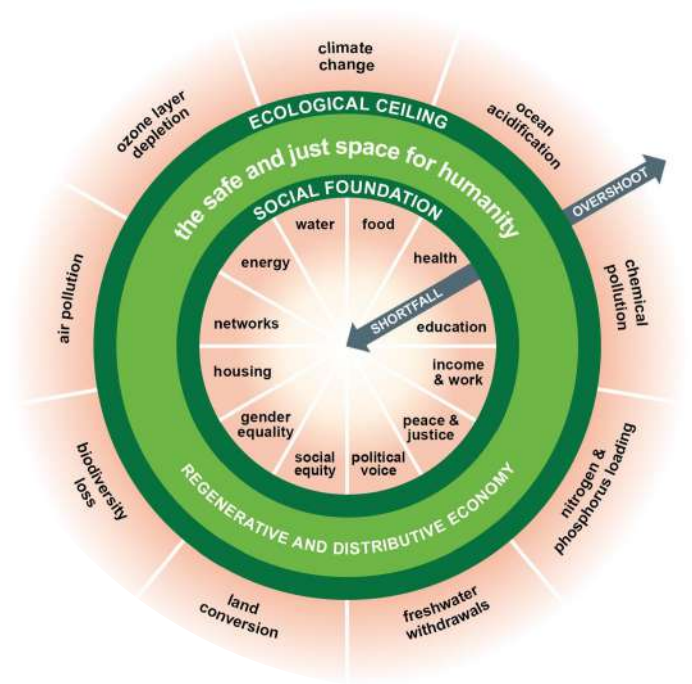 climate
change
ocean
acidification
chemical
pollution
nitrogen &
phosphorus loading
freshwater
withdrawals
land
conversion
biodiversity
loss
air pollution
ozone layer
depletion
OVERSHOOT
ECOLOGICAL CEILING
the safe and just space for humanity
SOCIAL FOUNDATION
water
food
health
SHORTFALL
education
income
& work
peace &
justice
political
voice
social
equity
gender
equality
housing
networks
energy
REGENERATIVE AND DISTRIBUTIVE ECONOMY